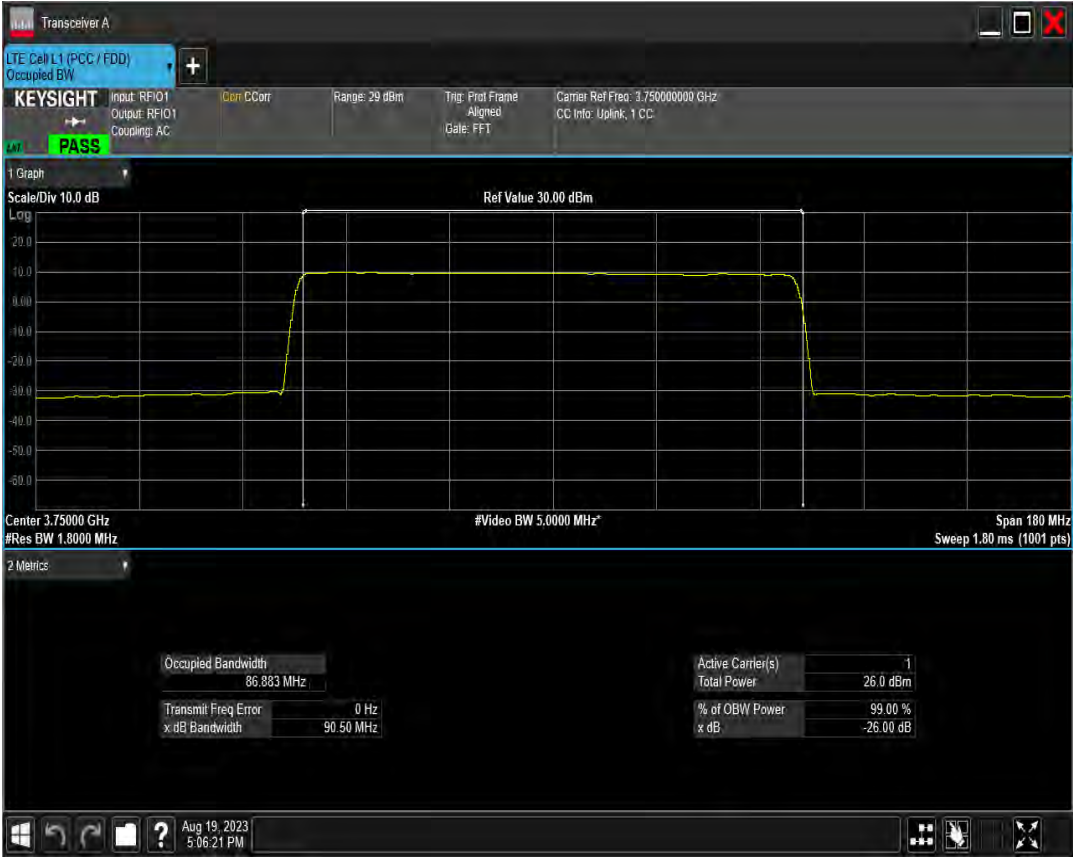 Transceiver A
LTE Cell L1 (PCC / FDD)
Occupied BW
+
KEYSIGHT
Input: RFIO1
Output: RFIO1
Coupling: AC
Corr CCorr
Range: 29 dBm
Trig: Prot Frame
Aligned
Gate: FFT
Carrier Ref Freq: 3.750000000 GHz
CC Info: Uplink, 1 CC
PASS
1 Graph
Scale/Div 10.0 dB
Ref Value 30.00 dBm
Log
20.0
10.0
0.00
-10.0
-20.0
-30.0
-40.0
-50.0
-60.0
Center 3.75000 GHz
#Video BW 5.0000 MHz*
Span 180 MHz
#Res BW 1.8000 MHz
Sweep 1.80 ms (1001 pts)
2 Metrics
Occupied Bandwidth
86.883 MHz
Transmit Freq Error 0 Hz
x dB Bandwidth 90.50 MHz
Active Carrier(s) 1
Total Power 26.0 dBm
% of OBW Power 99.00 %
x dB -26.00 dB
?
Aug 19, 2023
5:06:21 PM